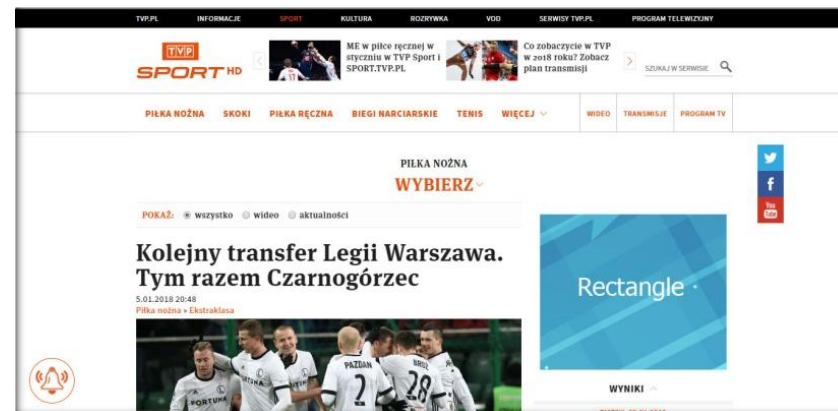 TVP.PL INFORMACJE SPORT KULTURA ROZRYWKA VOD SERWISY TVP.PL PROGRAM TELEWIZYJNY
TVP
SPORT HD
ME w piłce ręcznej w
styczniu w TVP Sport i
SPORT.TVP.PL
Co zobaczycie w TVP
w 2018 roku? Zobacz
plan transmisji
SZUKAJ W SERWISIE
PIŁKA NOŻNA SKOKI PIŁKA RĘCZNA BIEGI NARCIARSKIE TENIS WIĘCEJ WIDEO TRANSMISJE PROGRAM TV
PIŁKA NOŻNA
WYBIERZ
POKAŻ: wszystko wideo aktualności
Kolejny transfer Legii Warszawa.
Tym razem Czarnogórzec
5.01.2018 20:48
Piłka nożna » Ekstraklasa
PAZDAN
2
28
FORTUNA
Rectangle
You
Tube
WYNIKI